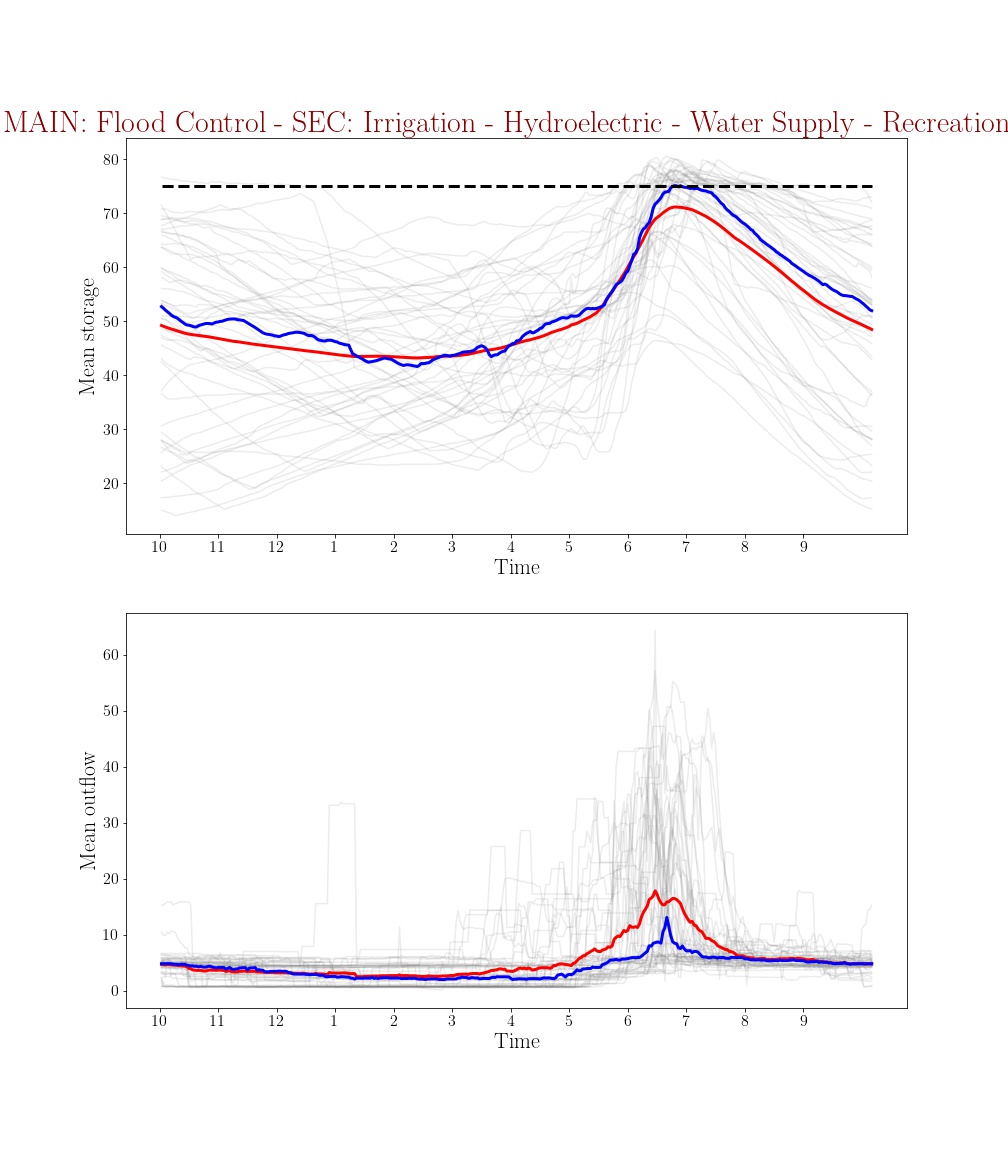 MAIN: Flood Control - SEC: Irrigation - Hydroelectric - Water Supply - Recreation
80
70
60
50
40
30
20
Mean storage
10 11 12 1 2 3 4 5 6 7 8 9
Time
60
50
40
30
20
10
0
Mean outflow
10 11 12 1 2 3 4 5 6 7 8 9
Time